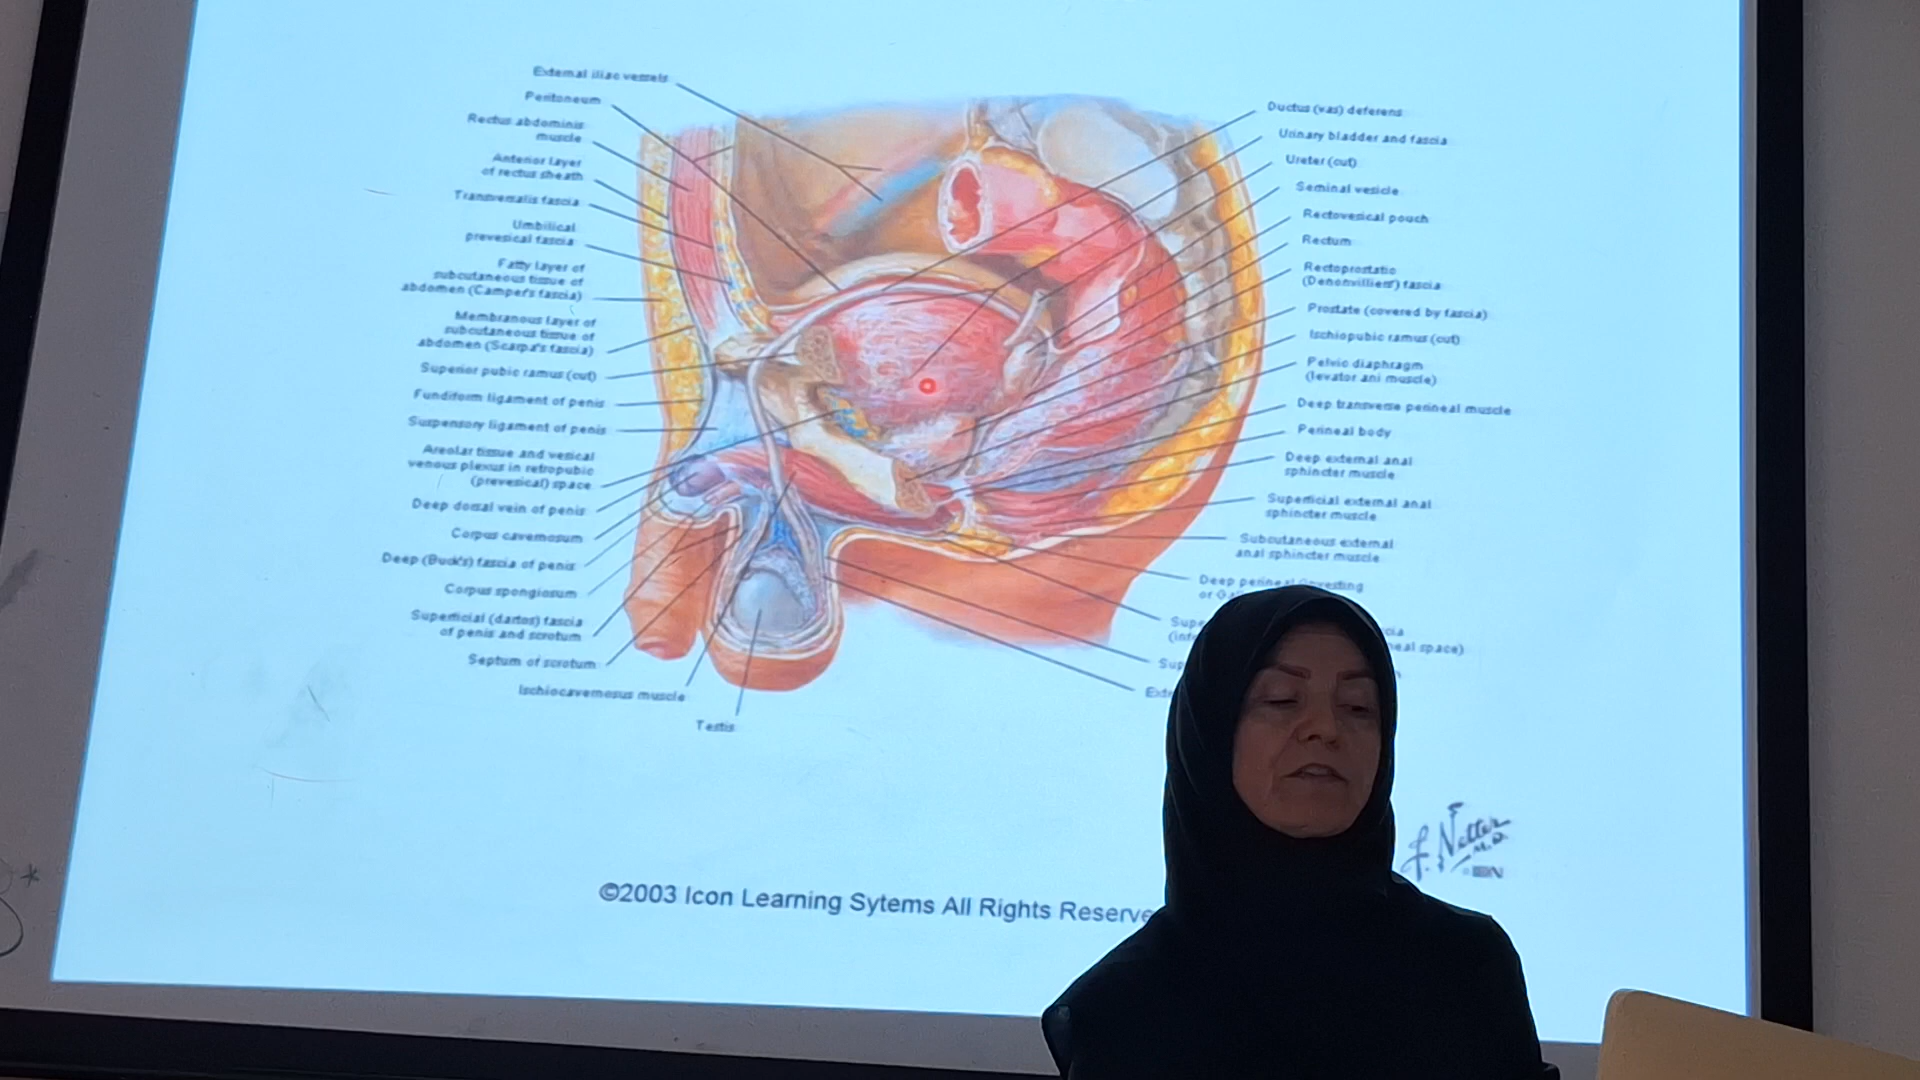 External iliac vessels
Peritoneum
Rectus abdominis
muscle
Anterior layer
of rectus sheath
Transversalis fascia
Umbilical
prevesical fascia
Fatty layer of
subcutaneous tissue of
abdomen (Camper's fascia)
Membranous layer of
subcutaneous tissue of
abdomen (Scarpa's fascia)
Superior pubic ramus (cut)
Fundiform ligament of penis
Suspensory ligament of penis
Areolar tissue and vesical
venous plexus in retropubic
(prevesical) space
Deep dorsal vein of penis
Corpus cavernosum
Deep (Buck's) fascia of penis
Corpus spongiosum
Superficial (dartos) fascia
of penis and scrotum
Septum of scrotum
Ischiocavernosus muscle
Testis
Ductus (vas) deferens
Urinary bladder and fascia
Ureter (cut)
Seminal vesicle
Rectovesical pouch
Rectum
Rectoprostatic
(Denonvilliers') fascia
Prostate (covered by fascia)
Ischiopubic ramus (cut)
Pelvic diaphragm
(levator ani muscle)
Deep transverse perineal muscle
Perineal body
Deep external anal
sphincter muscle
Superficial external anal
sphincter muscle
Subcutaneous external
anal sphincter muscle
Deep perineal
or
space)
F. Netter
M.D.
©2003 Icon Learning Sytems All Rights Reserve